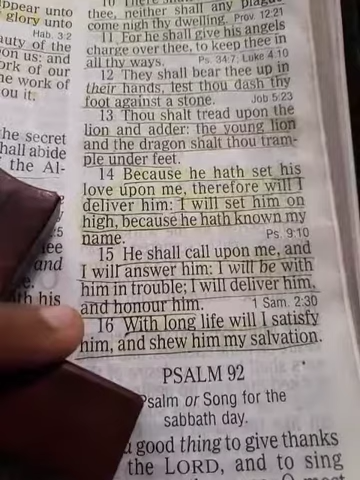 ppear unto
glory unto
Hab. 3:2
auty of the
on us: and
ork of our
e work of
ou it.
he secret
hall abide
the Al-
and
th his
thee, neither shall any plague
come nigh thy dwelling. Prov. 12:21
11 For he shall give his angels
charge over thee, to keep thee in
all thy ways. Ps. 34:7; Luke 4:10
12 They shall bear thee up in
their hands, lest thou dash thy
foot against a stone. Job 5:23
13 Thou shalt tread upon the
lion and adder: the young lion
and the dragon shalt thou tram-
ple under feet.
14 Because he hath set his
love upon me, therefore will I
deliver him: I will set him on
high, because he hath known my
name. Ps. 9:10
15 He shall call upon me, and
I will answer him: I will be with
him in trouble; I will deliver him,
and honour him. 1 Sam. 2:30
16 With long life will I satisfy
him, and shew him my salvation.
PSALM 92
Psalm or Song for the
sabbath day.
good thing to give thanks
the LORD, and to sing